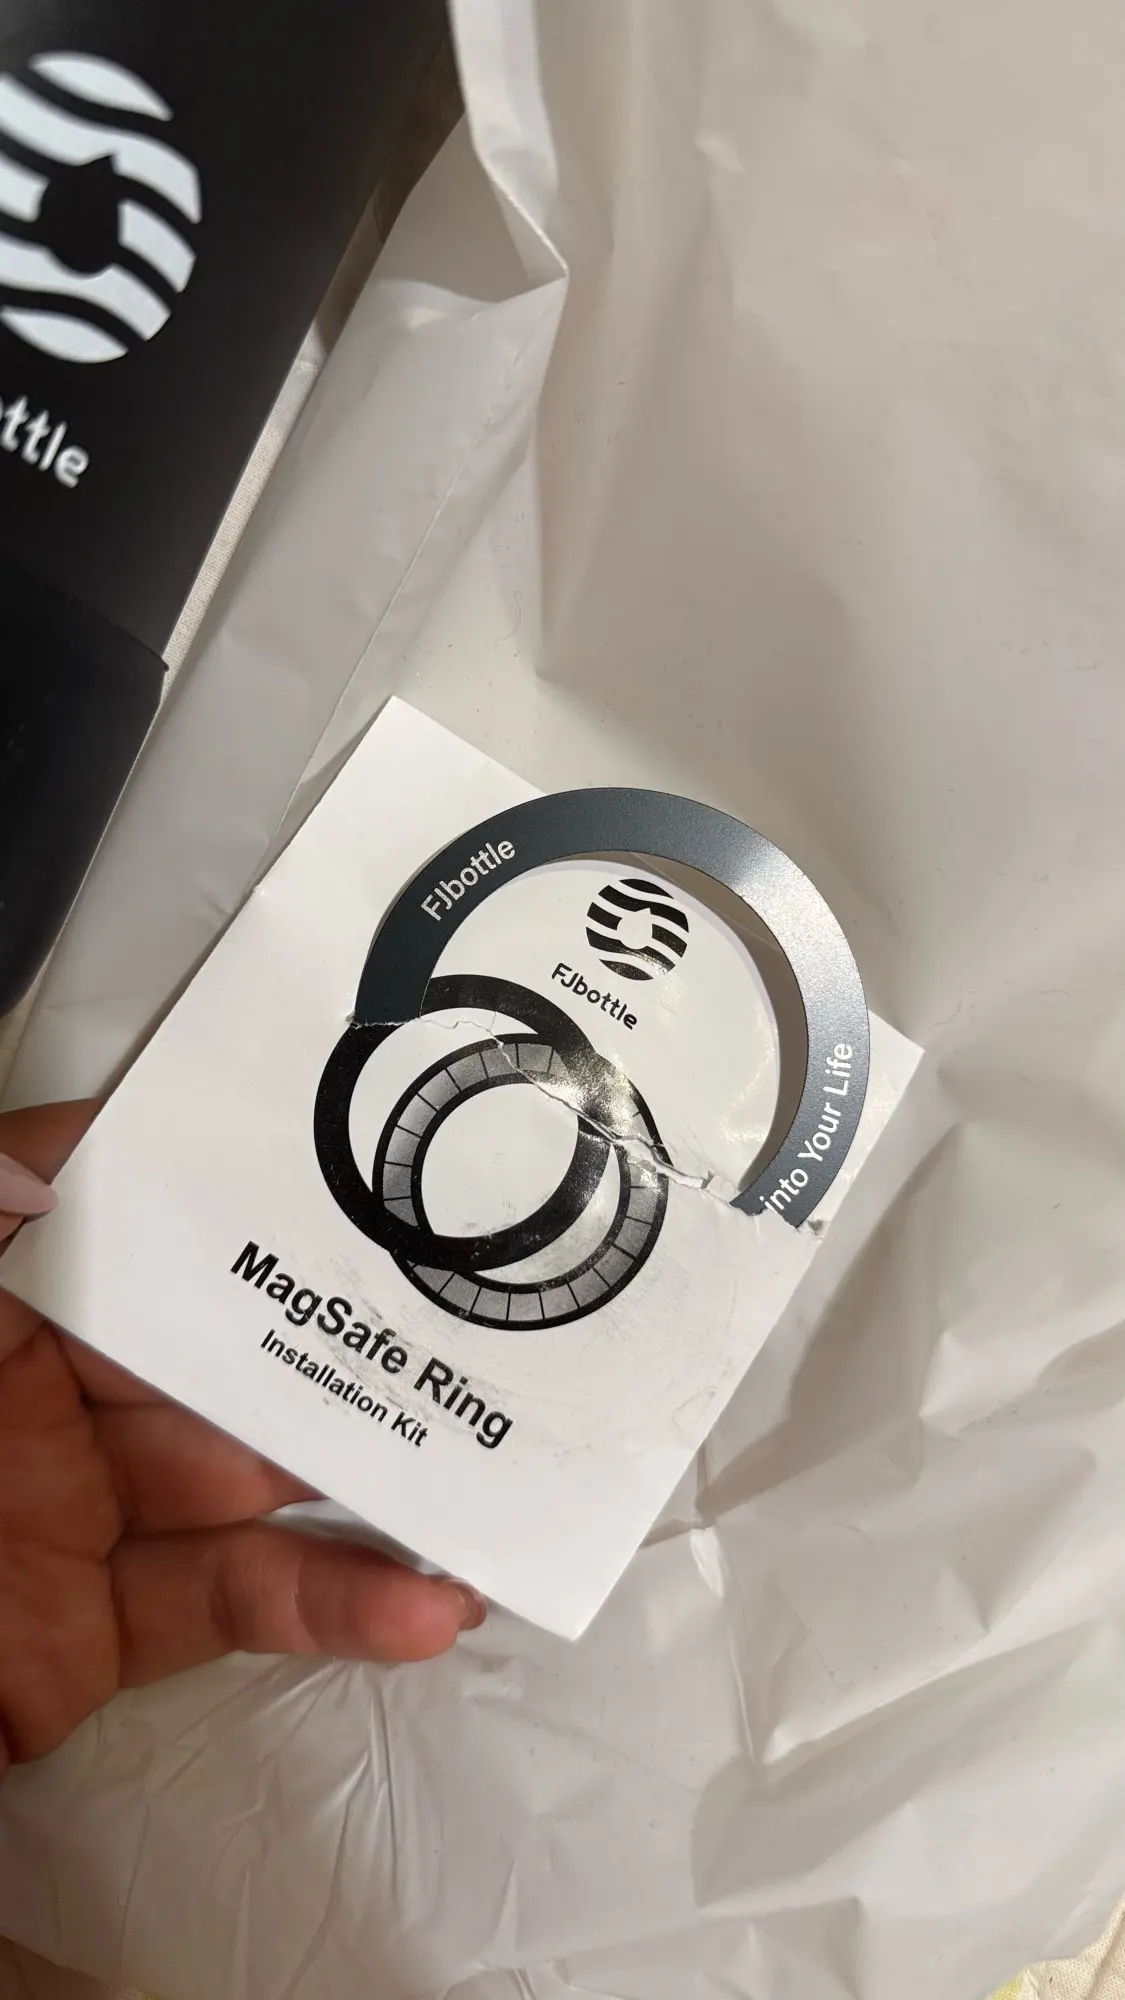 ttle
FJbottle
into Your Life
FJbottle
MagSafe Ring
Installation Kit